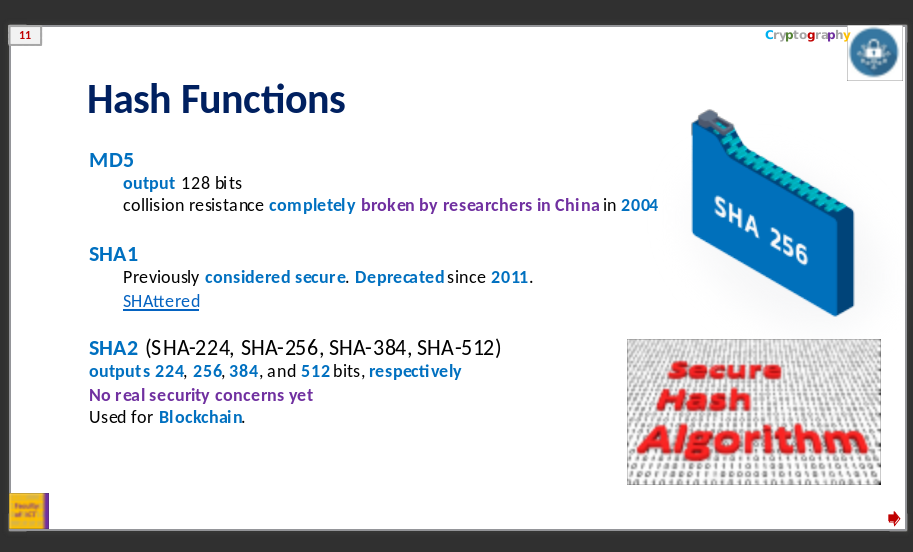 11
Cryptography
Hash Functions
MD5
output 128 bits
collision resistance completely broken by researchers in China in 2004
SHA1
Previously considered secure. Deprecated since 2011.
SHAttered
SHA2 (SHA-224, SHA-256, SHA-384, SHA-512)
outputs 224, 256, 384, and 512 bits, respectively
No real security concerns yet
Used for Blockchain.
SHA 256
Secure
Hash
Algorithm
Faculty
of ICT